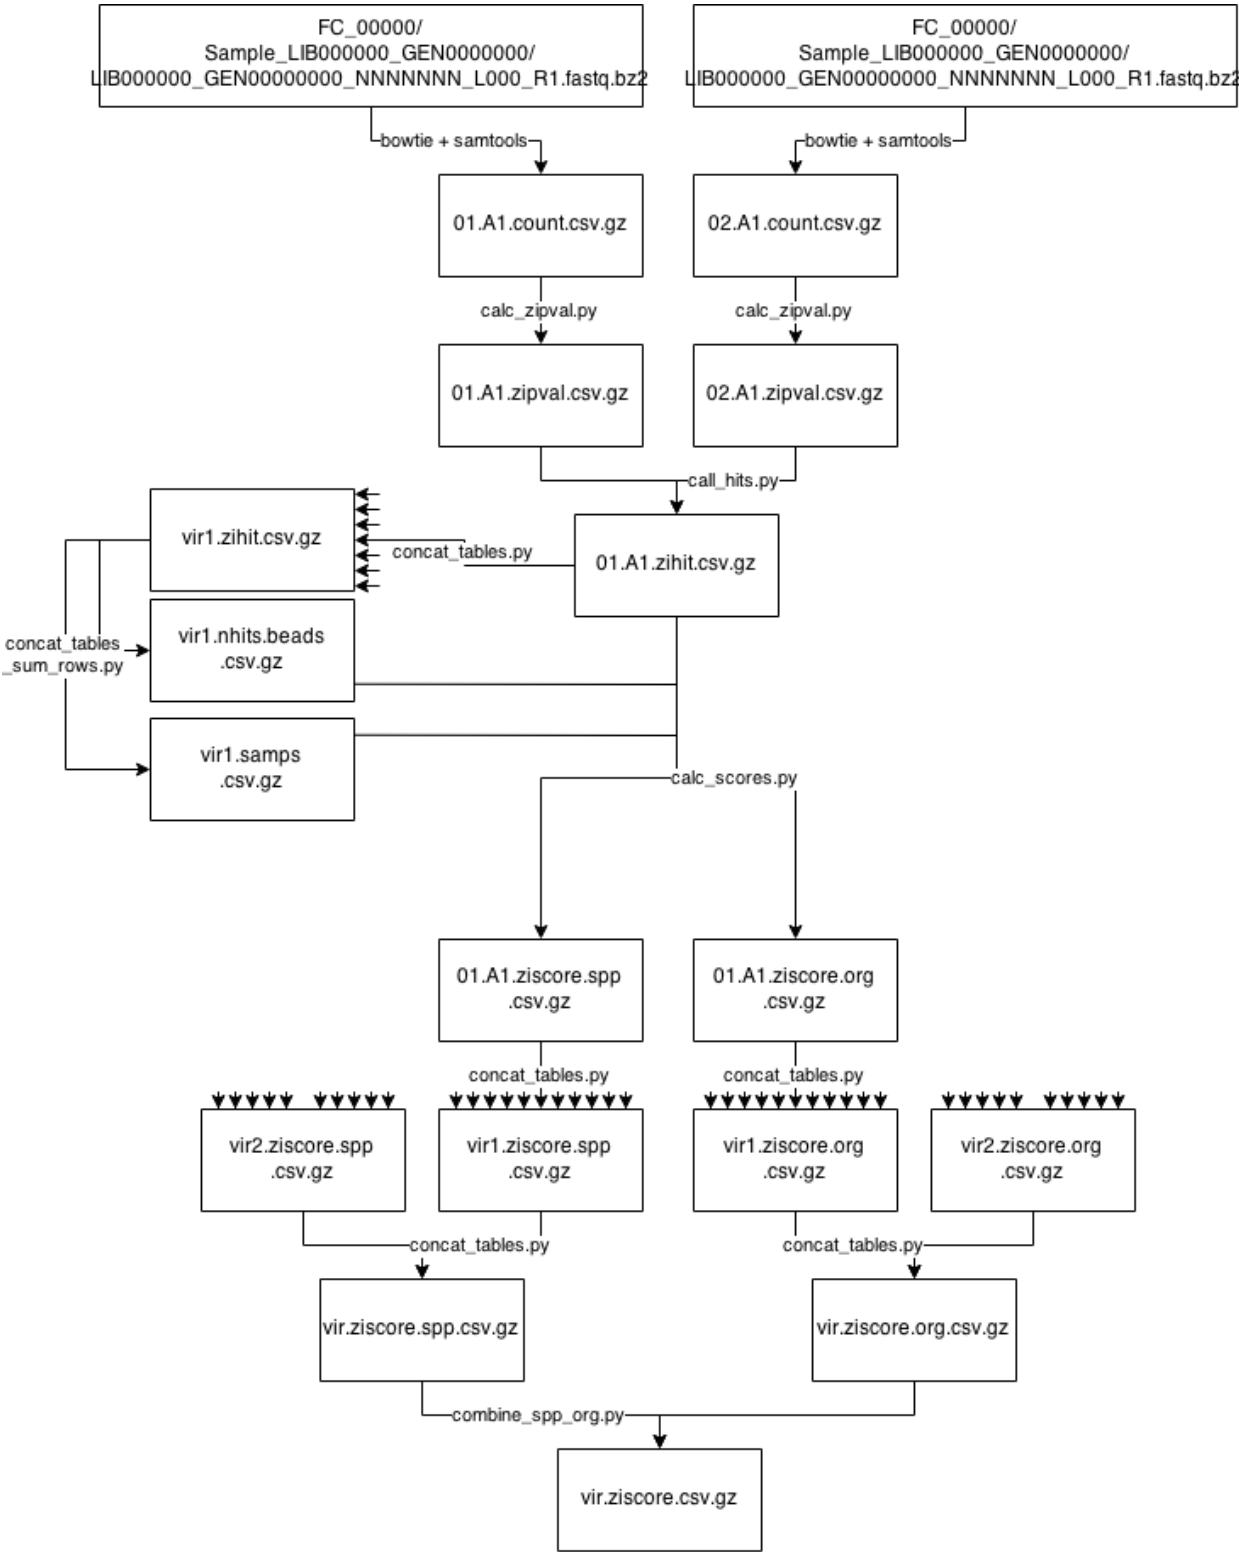 FC_00000/
Sample_LIB000000_GEN0000000/
LIB000000_GEN00000000_NNNNNNN_L000_R1.fastq.bz2
FC_00000/
Sample_LIB000000_GEN0000000/
LIB000000_GEN00000000_NNNNNNN_L000_R1.fastq.bz2
bowtie + samtools
bowtie + samtools
01.A1.count.csv.gz
02.A1.count.csv.gz
calc_zipval.py
calc_zipval.py
01.A1.zipval.csv.gz
02.A1.zipval.csv.gz
call_hits.py
vir1.zihit.csv.gz
concat_tables.py
01.A1.zihit.csv.gz
concat_tables
_sum_rows.py
vir1.nhits.beads
.csv.gz
vir1.samps
.csv.gz
calc_scores.py
01.A1.ziscore.spp
.csv.gz
01.A1.ziscore.org
.csv.gz
concat_tables.py
concat_tables.py
vir2.ziscore.spp
.csv.gz
vir1.ziscore.spp
.csv.gz
vir1.ziscore.org
.csv.gz
vir2.ziscore.org
.csv.gz
concat_tables.py
concat_tables.py
vir.ziscore.spp.csv.gz
vir.ziscore.org.csv.gz
combine_spp_org.py
vir.ziscore.csv.gz